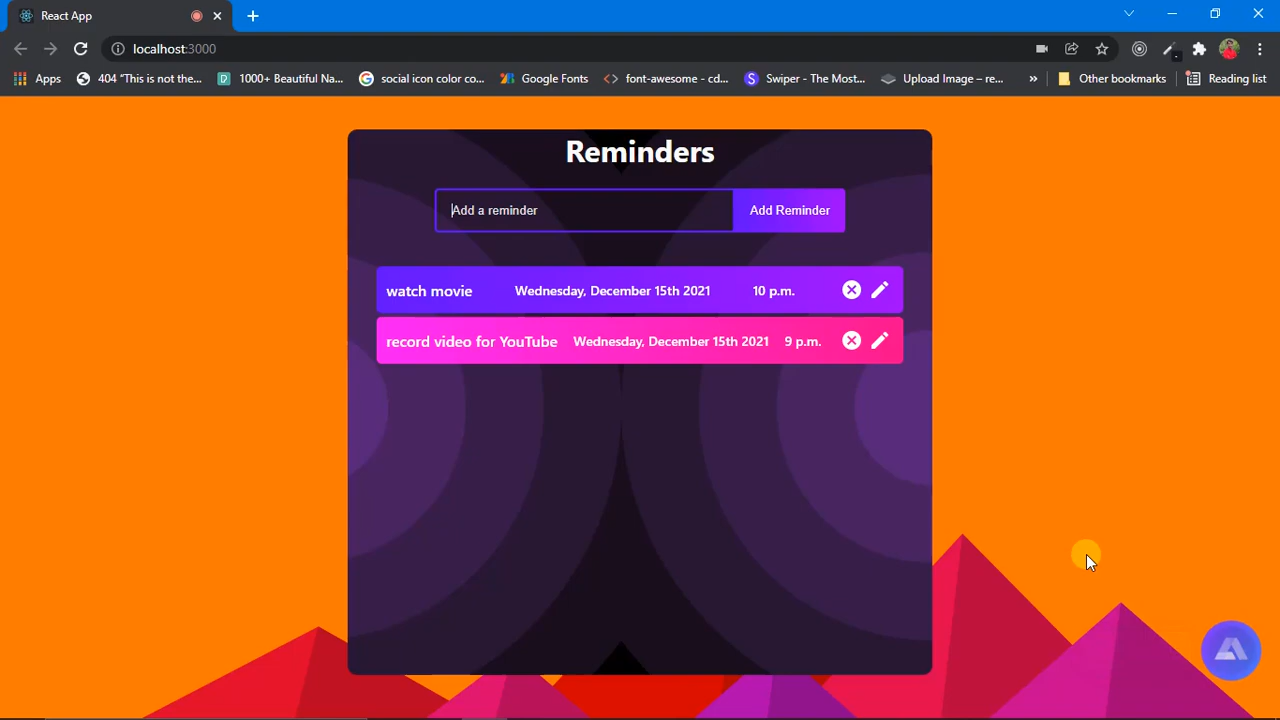 React App
localhost:3000
Apps
404 "This is not the...
1000+ Beautiful Na...
social icon color co...
Google Fonts
font-awesome - cd...
Swiper - The Most...
Upload Image – re...
»
Other bookmarks
Reading list
Reminders
Add a reminder
Add Reminder
watch movie Wednesday, December 15th 2021 10 p.m.
record video for YouTube Wednesday, December 15th 2021 9 p.m.